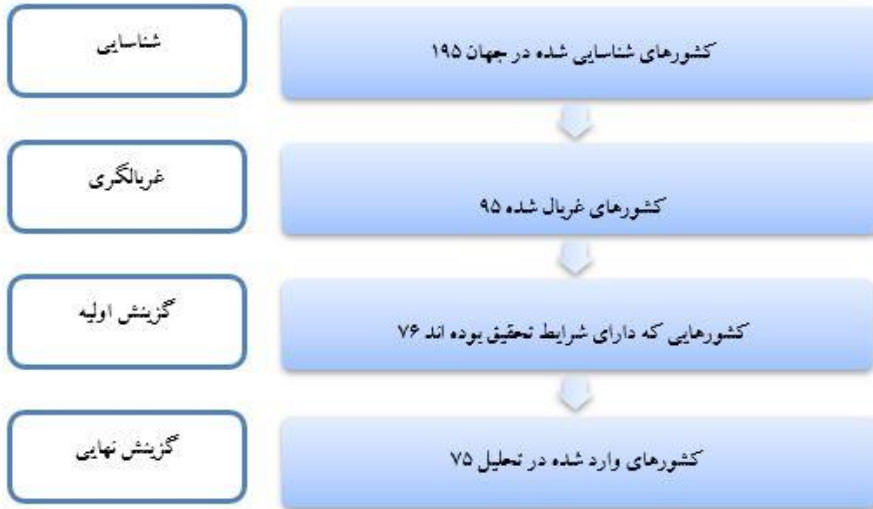 شناسایی
کشورهای شناسایی شده در جهان ۱۹۵
غربالگری
کشورهای غربال شده ۹۵
گزینش اولیه
کشورهایی که دارای شرایط تحقیق بوده اند ۷۶
گزینش نهایی
کشورهای وارد شده در تحلیل ۷۵